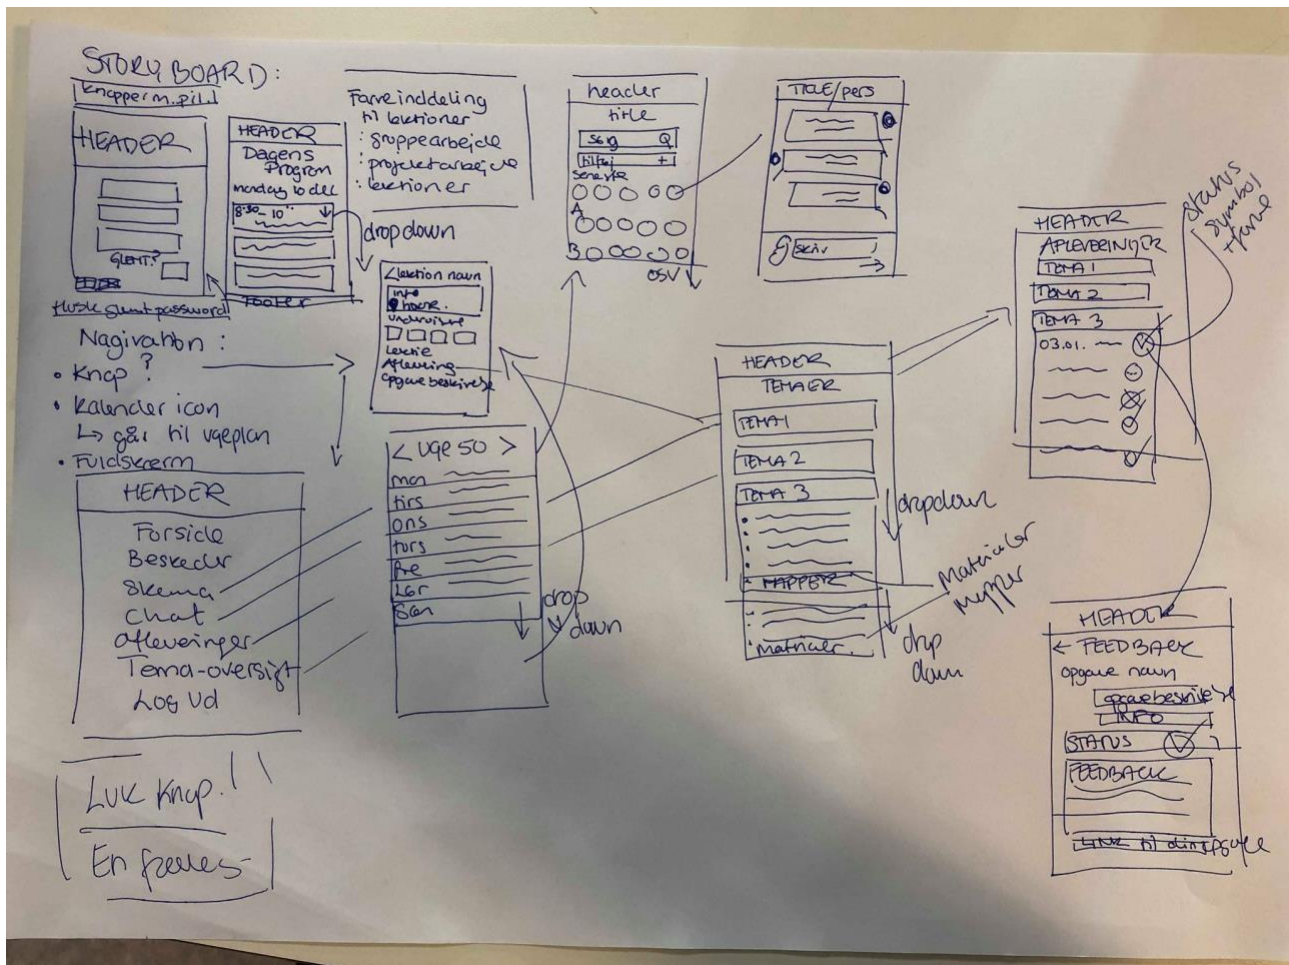 STORYBOARD:
Knapper m. pil.!
HEADER
GLEMT?
Husk glemt password
HEADER
Dagens
Program
mandag 10 dec
8:30 - 10
Footer
Farveinddeling
til lektioner
: gruppearbejde
: projektarbejde
: lektioner
dropdown
< lektion navn
info
hvor.
undervisere
lektie
Aflevering
opgavebeskrivelse
header
title
søg Q
tilføj +
seneste
A
B
OSV
TITLE/pers
skriv
HEADER
AFLEVERINGER
TEMA 1
TEMA 2
TEMA 3
03.01.
Status
symbol
+ farve
Nagivation :
• Knap ?
• Kalender icon
↳ går til ugeplan
• Fuldskærm
HEADER
Forside
Beskeder
Skema
Chat
afleveringer
Tema-oversigt
Log Ud
< Uge 50 >
man
tirs
ons
tors
fre
Lør
Søn
drop
down
HEADER
TEMAER
TEMA 1
TEMA 2
TEMA 3
dropdown
MAPPER
materialer.
drop
down
Materialer
mapper
HEADER
← FEEDBACK
opgave navn
opgavebeskrivelse
INFO
STATUS
FEEDBACK
LINK til din opgave
Luk knap. !
En fælles-